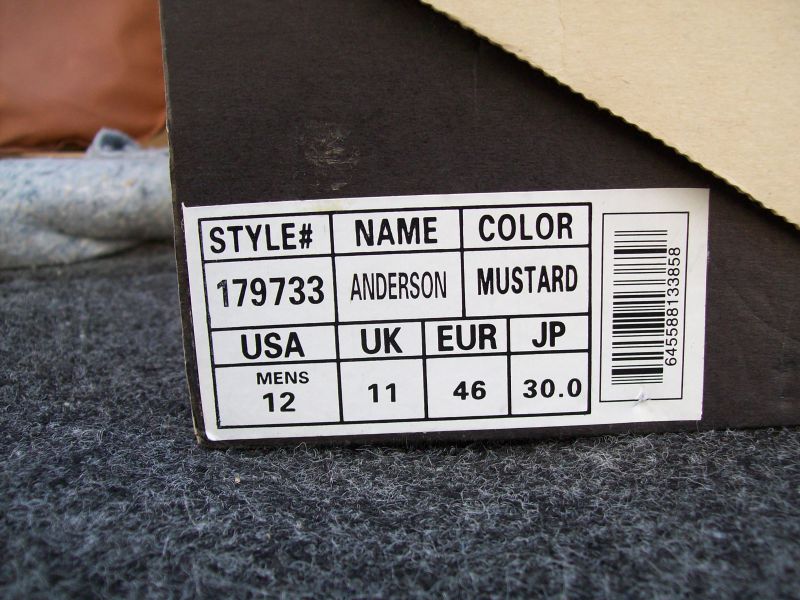 STYLE# NAME COLOR
179733 ANDERSON MUSTARD
USA UK EUR JP
MENS 12 11 46 30.0
645588133858